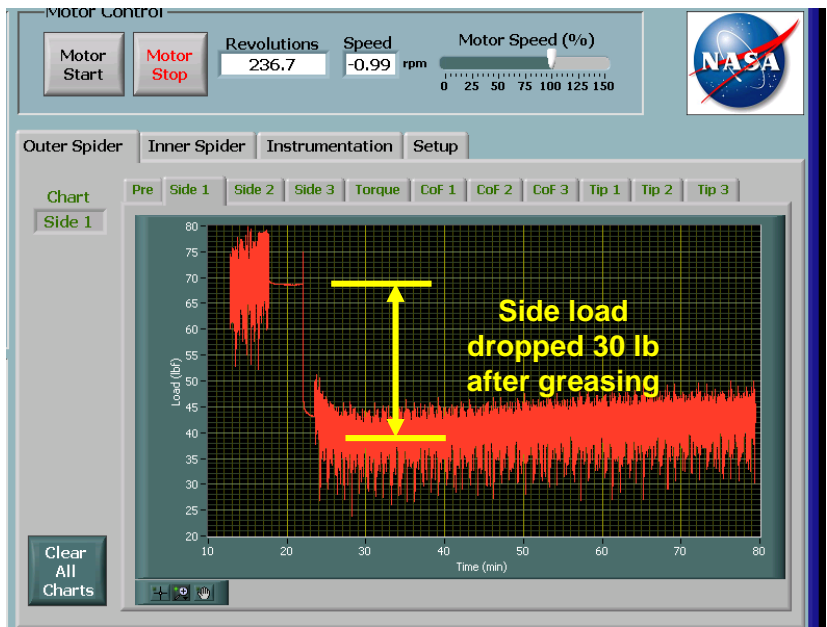 Motor Control
Motor Start
Motor Stop
Revolutions
236.7
Speed
-0.99 rpm
Motor Speed (%)
0 25 50 75 100 125 150
NASA
Outer Spider Inner Spider Instrumentation Setup
Chart
Side 1
Pre Side 1 Side 2 Side 3 Torque CoF 1 CoF 2 CoF 3 Tip 1 Tip 2 Tip 3
Load (lbf)
80
75
70
65
60
55
50
45
40
35
30
25
20
Side load
dropped 30 lb
after greasing
10 20 30 40 50 60 70 80
Time (min)
Clear
All
Charts